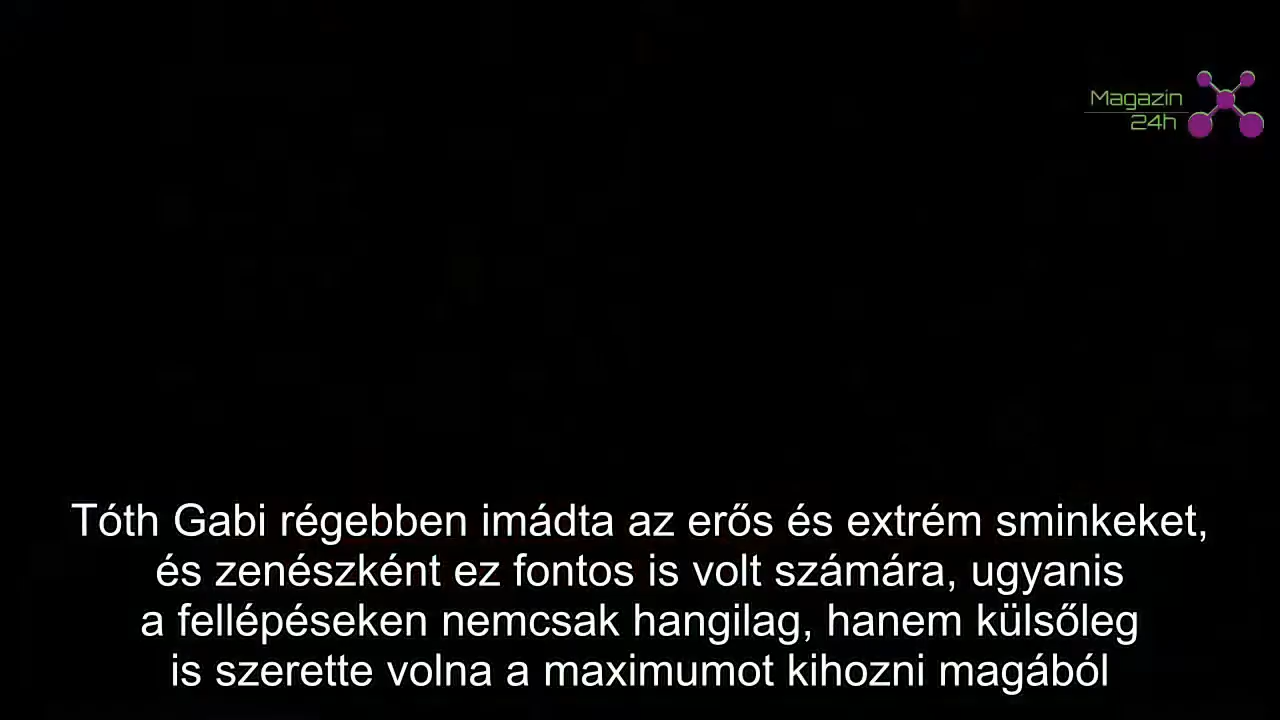 Magazin
24h
Tóth Gabi régebben imádta az erős és extrém sminkeket,
és zenészként ez fontos is volt számára, ugyanis
a fellépéseken nemcsak hangilag, hanem külsőleg
is szerette volna a maximumot kihozni magából